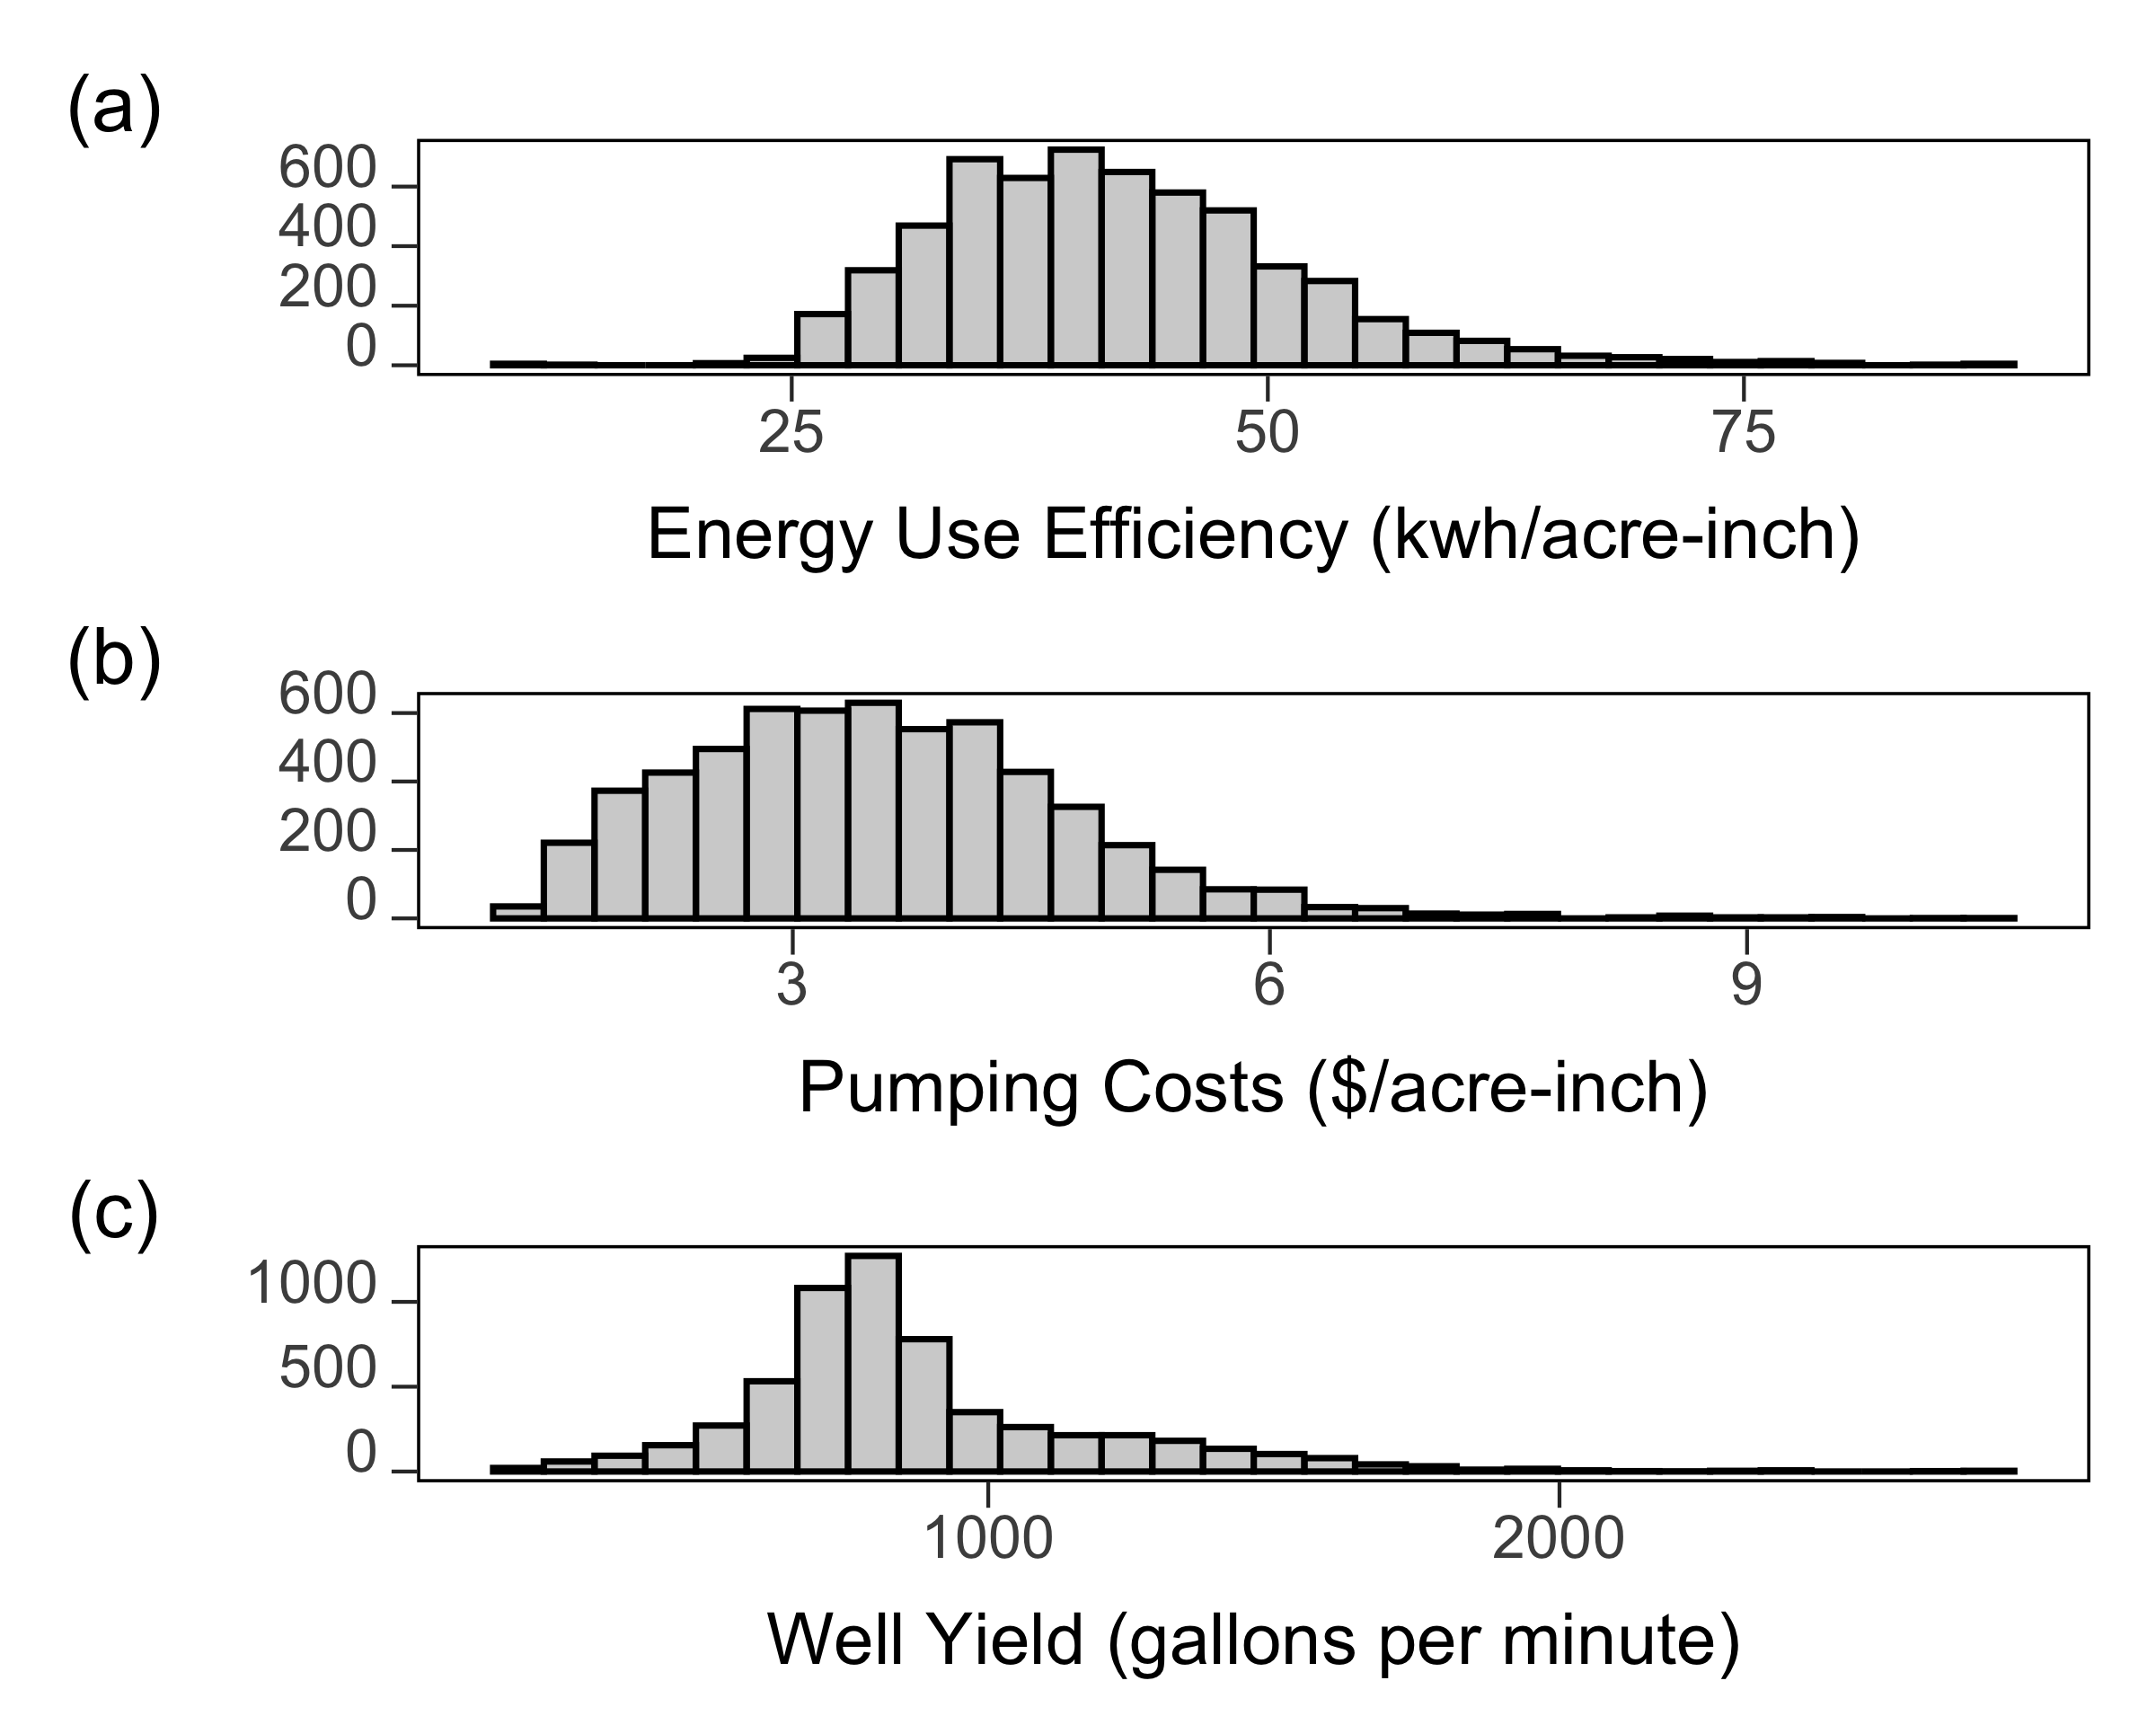 (a)
600
400
200
0
25 50 75
Energy Use Efficiency (kwh/acre-inch)
(b)
600
400
200
0
3 6 9
Pumping Costs ($/acre-inch)
(c)
1000
500
0
1000 2000
Well Yield (gallons per minute)